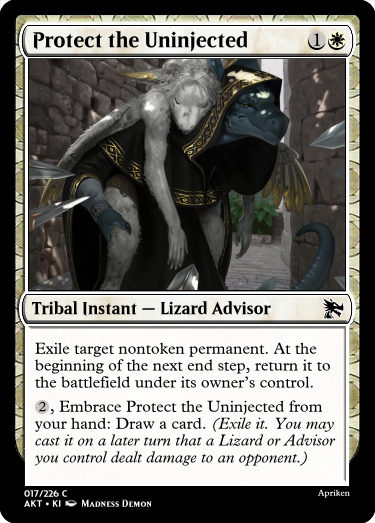 Protect the Uninjected 1
Tribal Instant — Lizard Advisor
Exile target nontoken permanent. At the
beginning of the next end step, return it to
the battlefield under its owner's control.
2, Embrace Protect the Uninjected from
your hand: Draw a card. (Exile it. You may
cast it on a later turn that a Lizard or Advisor
you control dealt damage to an opponent.)
017/226 C Apriken
AKT • KI Madness Demon